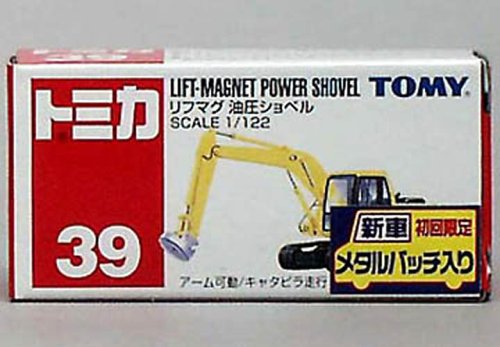 トミカ
39
LIFT-MAGNET POWER SHOVEL
TOMY
リフマグ 油圧ショベル
SCALE 1/122
アーム可動/キャタピラ走行
新車
初回限定
メタルバッチ入り